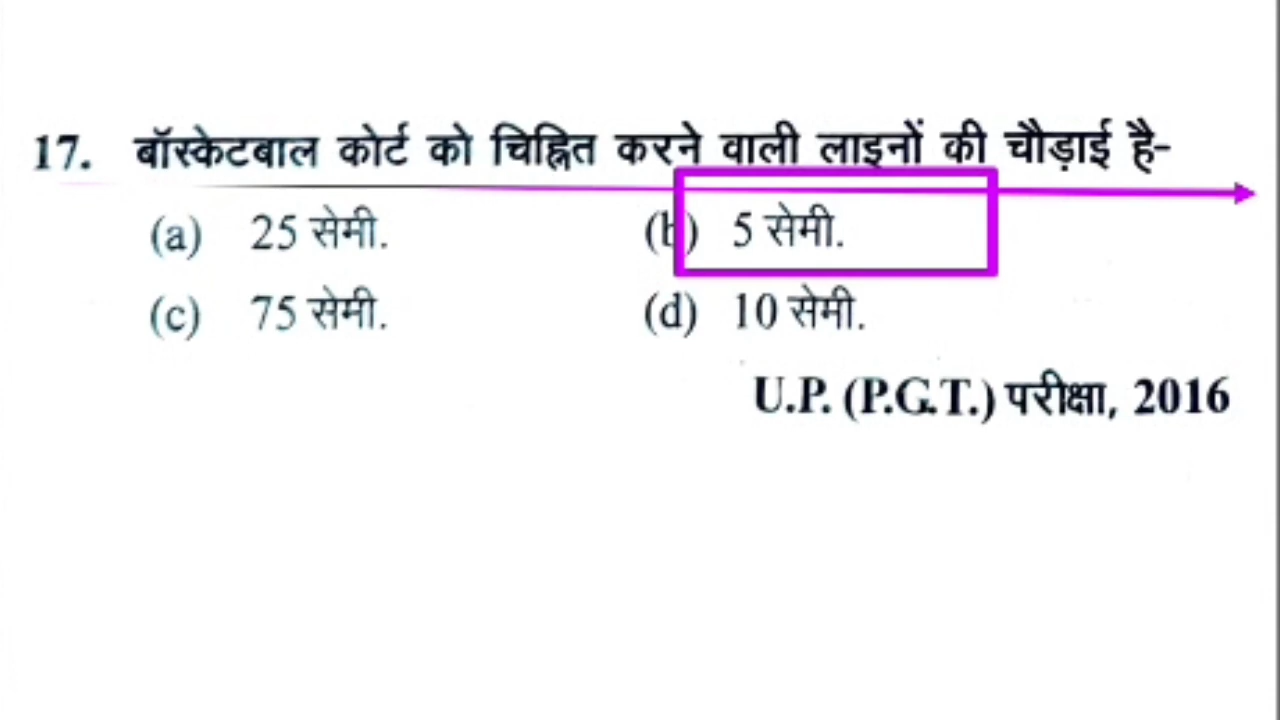 17. बॉस्केटबाल कोर्ट को चिह्नित करने वाली लाइनों की चौड़ाई है-
(a) 25 सेमी. (b) 5 सेमी.
(c) 75 सेमी. (d) 10 सेमी.
U.P. (P.G.T.) परीक्षा, 2016